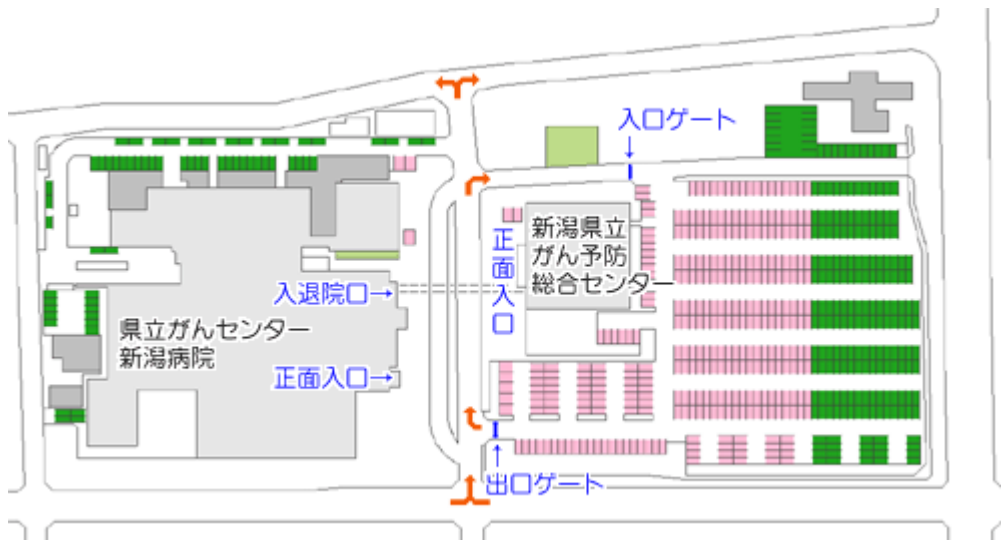 入口ゲート
正面入口
新潟県立
がん予防
総合センター
入退院口→
県立がんセンター
新潟病院
正面入口→
出口ゲート